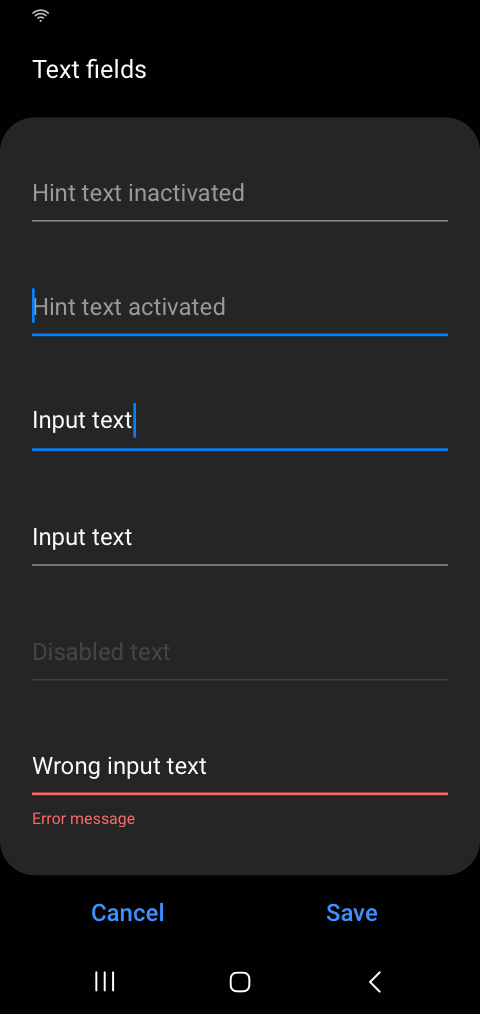 Text fields
Hint text inactivated
Hint text activated
Input text
Input text
Disabled text
Wrong input text
Error message
Cancel Save